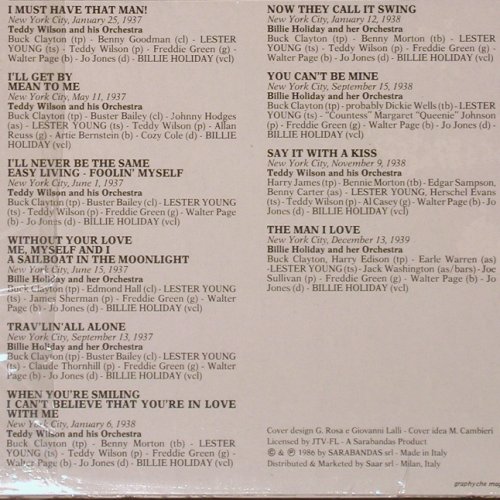 I MUST HAVE THAT MAN!
New York City, January 25, 1937
Teddy Wilson and his Orchestra
Buck Clayton (tp) - Benny Goodman (cl) - LESTER
YOUNG (ts) - Teddy Wilson (p) - Freddie Green (g) -
Walter Page (b) - Jo Jones (d) - BILLIE HOLIDAY (vcl)
I'LL GET BY
MEAN TO ME
New York City, May 11, 1937
Teddy Wilson and his Orchestra
Buck Clayton (tp) - Buster Bailey (cl) - Johnny Hodges
(as) - LESTER YOUNG (ts) - Teddy Wilson (p) - Allan
Reuss (g) - Artie Bernstein (b) - Cozy Cole (d) - BILLIE
HOLIDAY (vcl)
I'LL NEVER BE THE SAME
EASY LIVING - FOOLIN' MYSELF
New York City, June 1, 1937
Teddy Wilson and his Orchestra
Buck Clayton (tp) - Buster Bailey (cl) - LESTER YOUNG
(ts) - Teddy Wilson (p) - Freddie Green (g) - Walter Page
(b) - Jo Jones (d) - BILLIE HOLIDAY (vcl)
WITHOUT YOUR LOVE
ME, MYSELF AND I
A SAILBOAT IN THE MOONLIGHT
New York City, June 15, 1937
Billie Holiday and her Orchestra
Buck Clayton (tp) - Edmond Hall (cl) - LESTER YOUNG
(ts) - James Sherman (p) - Freddie Green (g) - Walter
Page (b) - Jo Jones (d) - BILLIE HOLIDAY (vcl)
TRAV'LIN' ALL ALONE
New York City, September 13, 1937
Billie Holiday and her Orchestra
Buck Clayton (tp) - Buster Bailey (cl) - LESTER YOUNG
(ts) - Claude Thornhill (p) - Freddie Green (g) - Walter
Page (b) - Jo Jones (d) - BILLIE HOLIDAY (vcl)
WHEN YOU'RE SMILING
I CAN'T BELIEVE THAT YOU'RE IN LOVE
WITH ME
New York City, January 6, 1938
Teddy Wilson and his Orchestra
Buck Clayton (tp) - Benny Morton (tb) - LESTER
YOUNG (ts) - Teddy Wilson (p) - Freddie Green (g) -
Walter Page (b) - Jo Jones (d) - BILLIE HOLIDAY (vcl)
NOW THEY CALL IT SWING
New York City, January 12, 1938
Billie Holiday and her Orchestra
Buck Clayton (tp) - Benny Morton (tb) - LESTER
YOUNG (ts) - Teddy Wilson (p) - Freddie Green (g) -
Walter Page (b) - Jo Jones (d) - BILLIE HOLIDAY (vcl)
YOU CAN'T BE MINE
New York City, September 15, 1938
Billie Holiday and her Orchestra
Buck Clayton (tp) - probably Dickie Wells (tb) - LESTER
YOUNG (ts) - "Countess" Margaret "Queenie" Johnson
(p) - Freddie Green (g) - Walter Page (b) - Jo Jones (d) -
BILLIE HOLIDAY (vcl)
SAY IT WITH A KISS
New York City, November 9, 1938
Teddy Wilson and his Orchestra
Harry James (tp) - Bennie Morton (tb) - Edgar Sampson,
Benny Carter (as) - LESTER YOUNG, Herschel Evans
(ts) - Teddy Wilson (p) - Al Casey (g) - Walter Page (b) - Jo
Jones (d) - BILLIE HOLIDAY (vcl)
THE MAN I LOVE
New York City, December 13, 1939
Billie Holiday and her Orchestra
Buck Clayton, Harry Edison (tp) - Earle Warren (as)
- LESTER YOUNG (ts) - Jack Washington (as/bars) - Joe
Sullivan (p) - Freddie Green (g) - Walter Page (b) - Jo
Jones (d) - BILLIE HOLIDAY (vcl)
Cover design G. Rosa e Giovanni Lalli - Cover idea M. Cambieri
Licensed by JTV-FL - A Sarabandas Product
© & ℗ 1986 by SARABANDAS srl - Made in Italy
Distributed & Marketed by Saar srl - Milan, Italy
graphyche